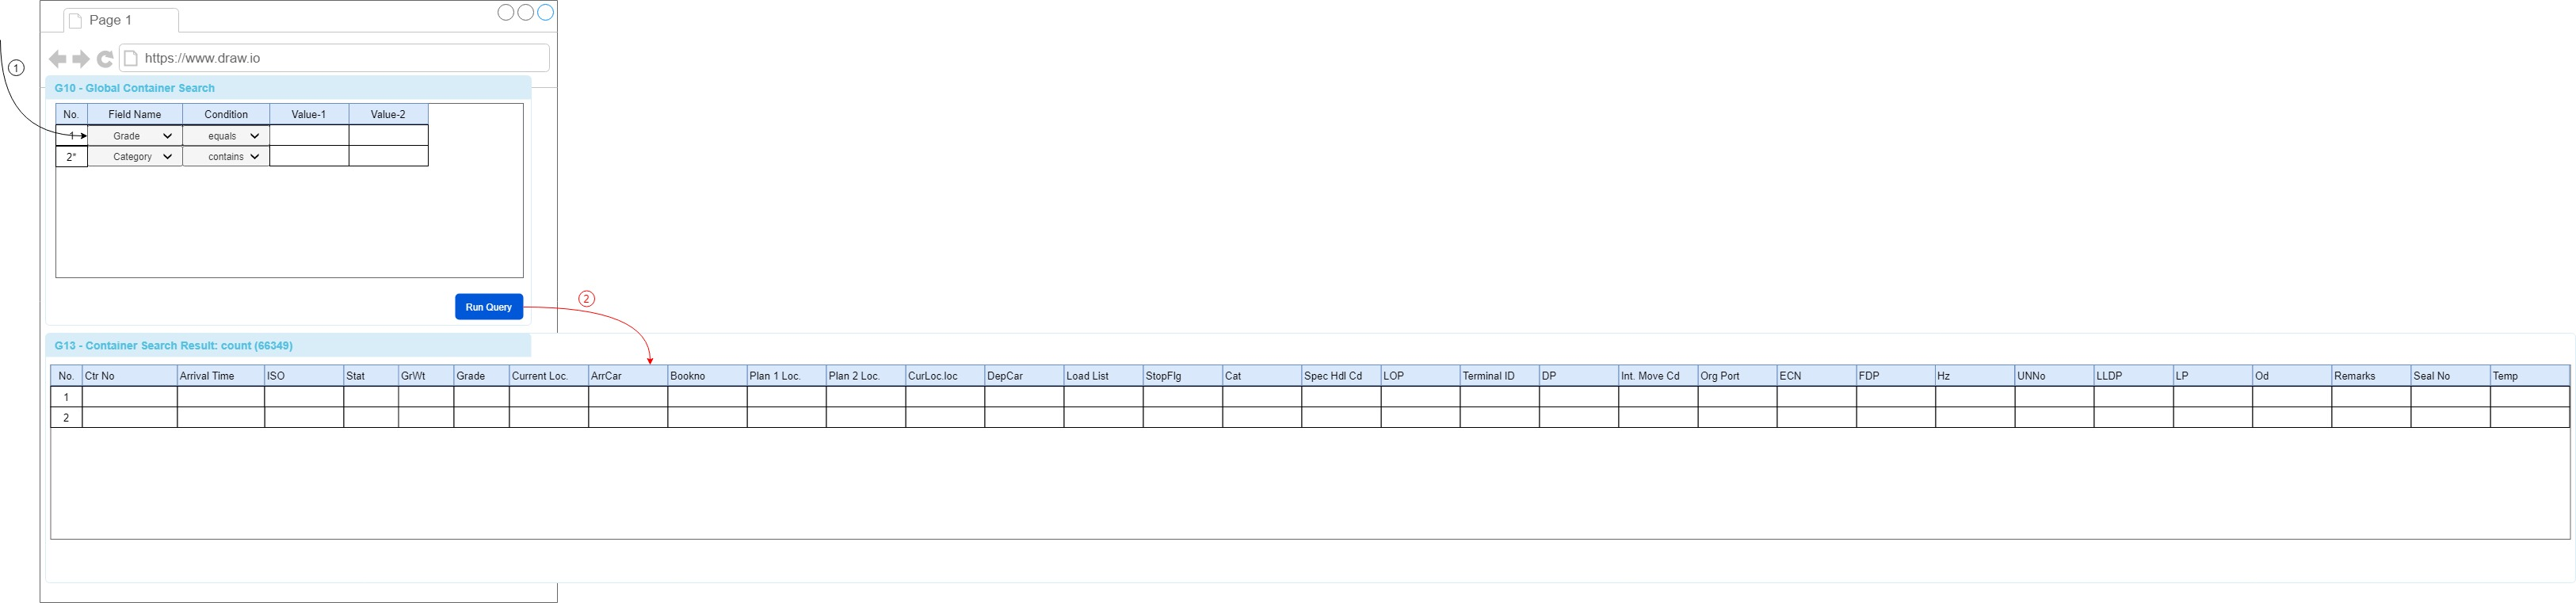 Page 1
https://www.draw.io
1
G10 - Global Container Search
No. Field Name Condition Value-1 Value-2
1 Grade equals
2* Category contains
Run Query
2
G13 - Container Search Result: count (66349)
No. Ctr No Arrival Time ISO Stat GrWt Grade Current Loc. ArrCar Bookno Plan 1 Loc. Plan 2 Loc. CurLoc.loc DepCar Load List StopFlg Cat Spec Hdl Cd LOP Terminal ID DP Int. Move Cd Org Port ECN FDP Hz UNNo LLDP LP Od Remarks Seal No Temp
1
2